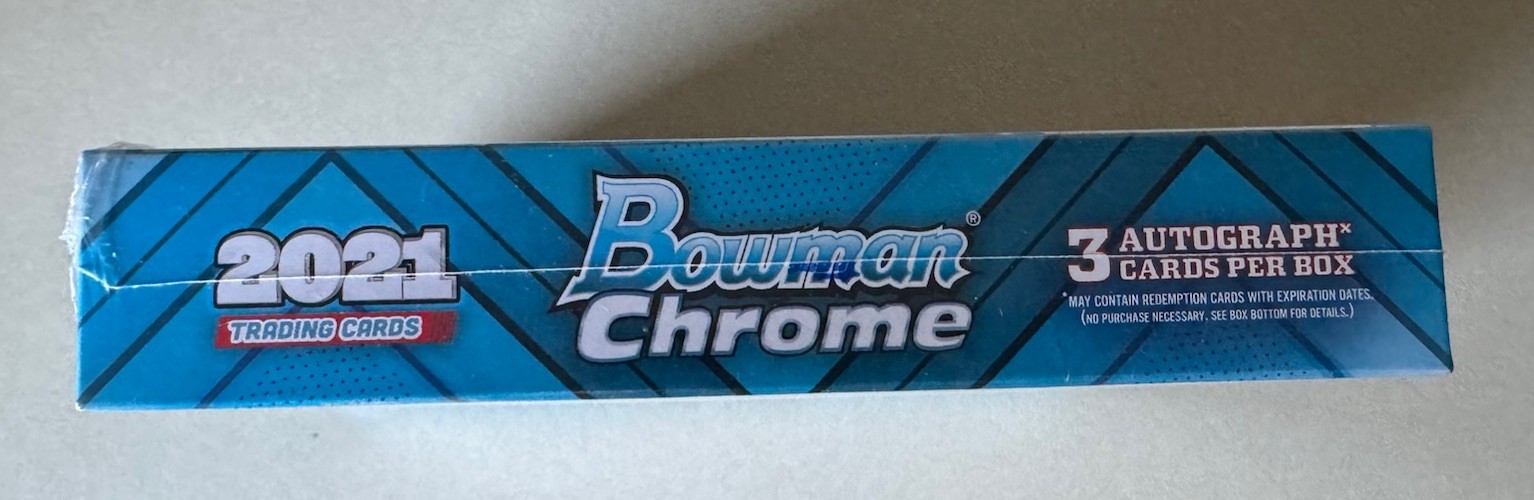 2021
TRADING CARDS
Bowman®
Chrome
3 AUTOGRAPH*
CARDS PER BOX
*MAY CONTAIN REDEMPTION CARDS WITH EXPIRATION DATES.
(NO PURCHASE NECESSARY. SEE BOX BOTTOM FOR DETAILS.)